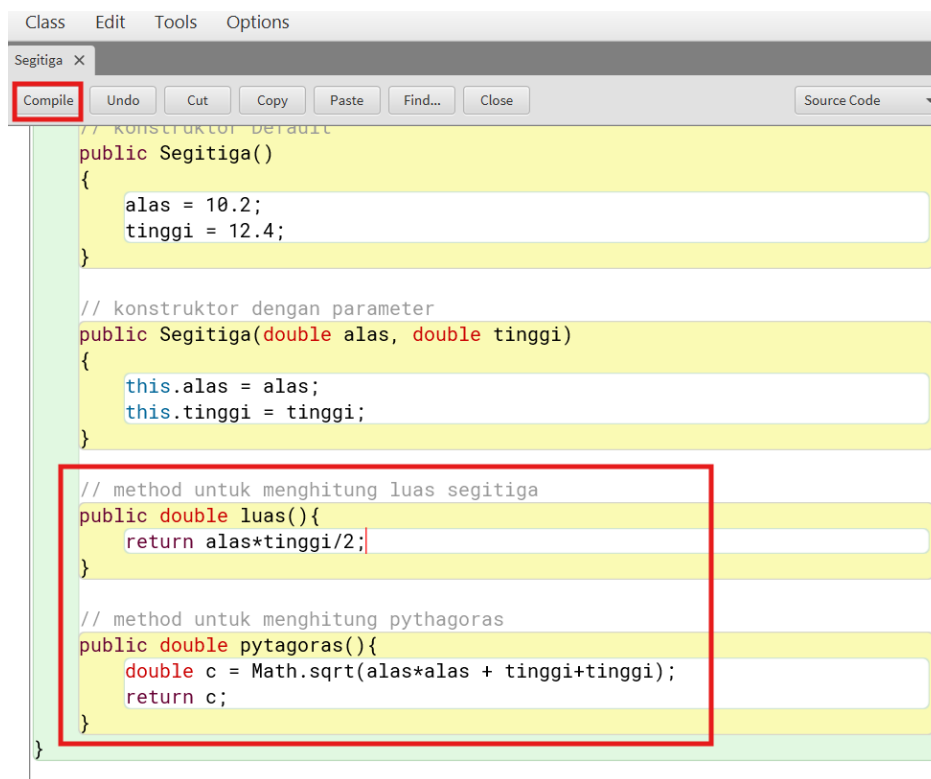 Class Edit Tools Options
Segitiga ×
Compile Undo Cut Copy Paste Find... Close Source Code
// konstruktor Default
public Segitiga()
{
alas = 10.2;
tinggi = 12.4;
}
// konstruktor dengan parameter
public Segitiga(double alas, double tinggi)
{
this.alas = alas;
this.tinggi = tinggi;
}
// method untuk menghitung luas segitiga
public double luas(){
return alas*tinggi/2;
}
// method untuk menghitung pythagoras
public double pytagoras(){
double c = Math.sqrt(alas*alas + tinggi+tinggi);
return c;
}
}